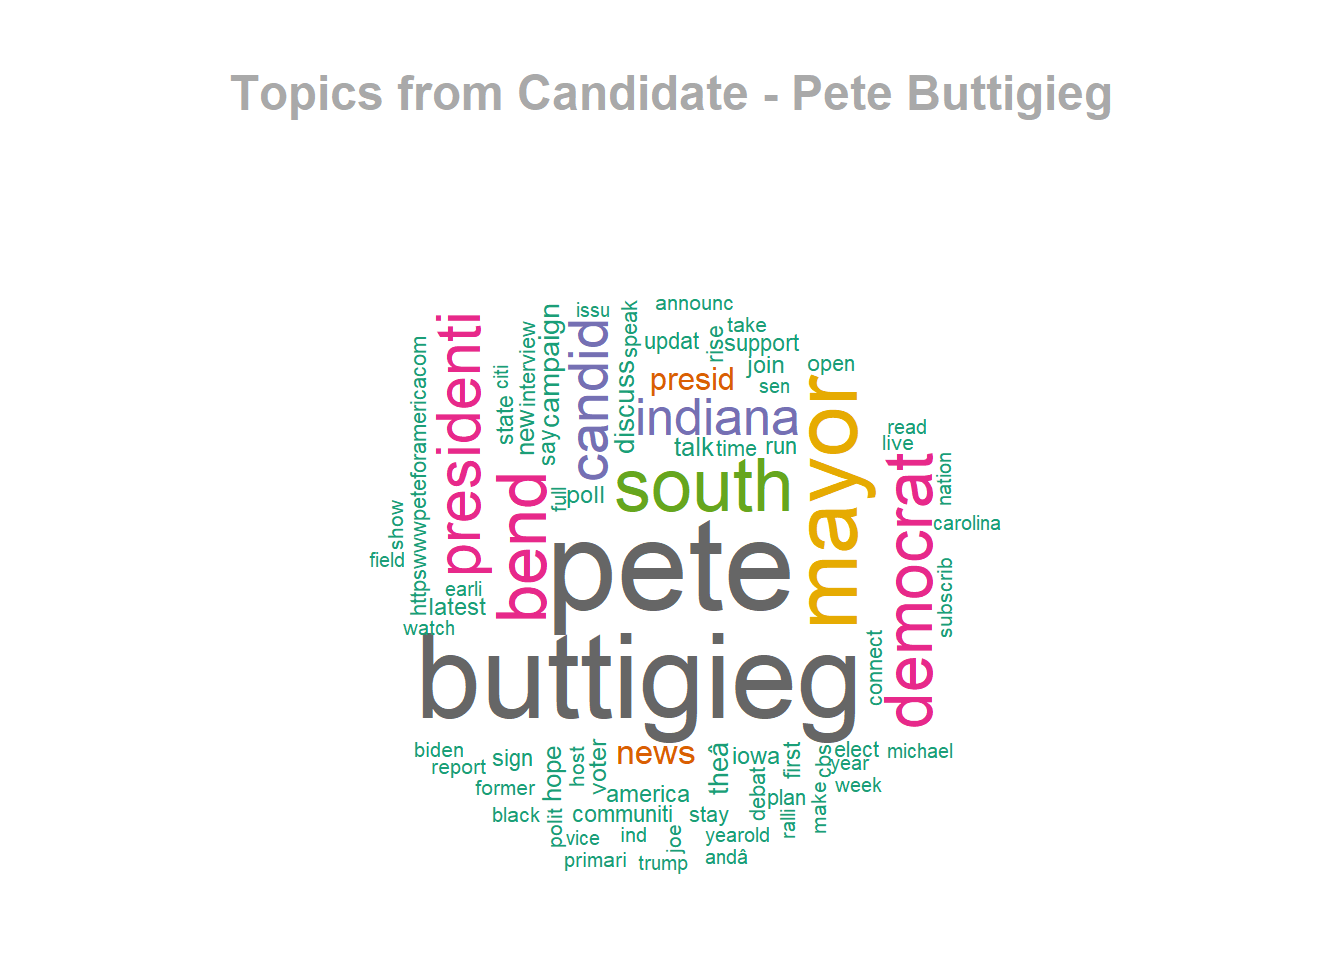 Topics from Candidate - Pete Buttigieg
issu
speak
announc
presidenti
campaign
candid
updat
rise
take
support
interview
citi
httpswwwpeteforamericacom
state
new
say
discuss
presid
join
sen
open
indiana
mayor
talk
time
run
read
live
bend
full
poll
south
democrat
nation
show
carolina
field
pete
earli
latest
watch
subscrib
connect
buttigieg
biden
report
sign
former
hope
host
voter
news
theâ
iowa
first
cbs
elect
year
michael
week
america
debat
plan
make
black
polit
communiti
stay
ralli
vice
ind
joe
yearold
primari
trump
andâ